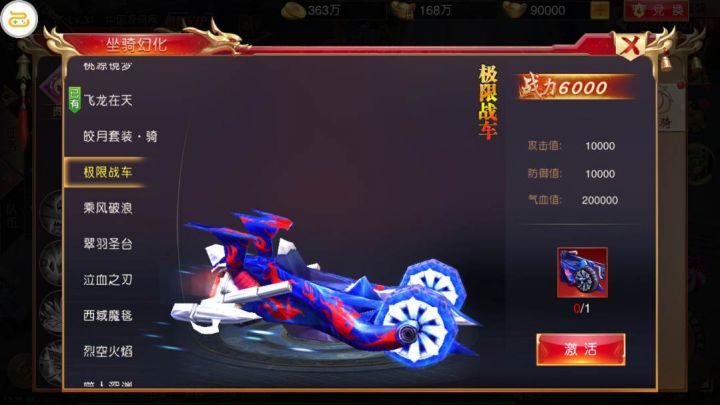 363万
168万
90000
兑换
坐骑幻化
桃源镜梦
已有
飞龙在天
皎月套装·骑
极限战车
乘风破浪
翠羽圣台
泣血之刃
西域魔毯
烈空火焰
极限战车
战力6000
攻击值: 10000
防御值: 10000
气血值: 200000
0/1
激活